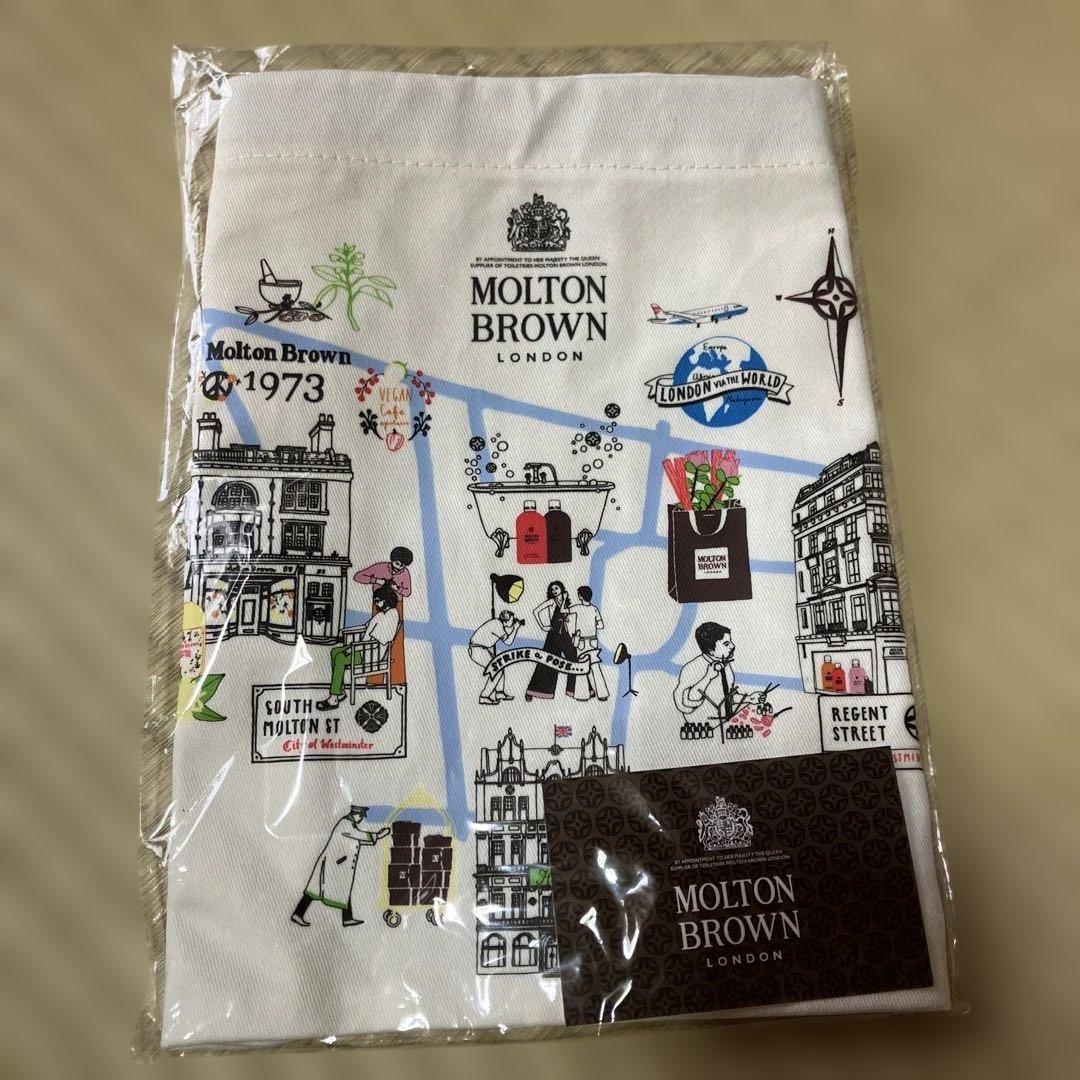 BY APPOINTMENT TO HER MAJESTY THE QUEEN
SUPPLIER OF TOILETRIES MOLTON BROWN LONDON
MOLTON
BROWN
LONDON
N
W
S
Molton Brown
1973
VEGAN
Cafe
Europe
LONDON VIA THE WORLD
Madagascar
MOLTON
BROWN
LONDON
STRIKE a POSE...
SOUTH
MOLTON ST
City of Westminster
REGENT
STREET
BY APPOINTMENT TO HER MAJESTY THE QUEEN
SUPPLIER OF TOILETRIES MOLTON BROWN LONDON
MOLTON
BROWN
LONDON